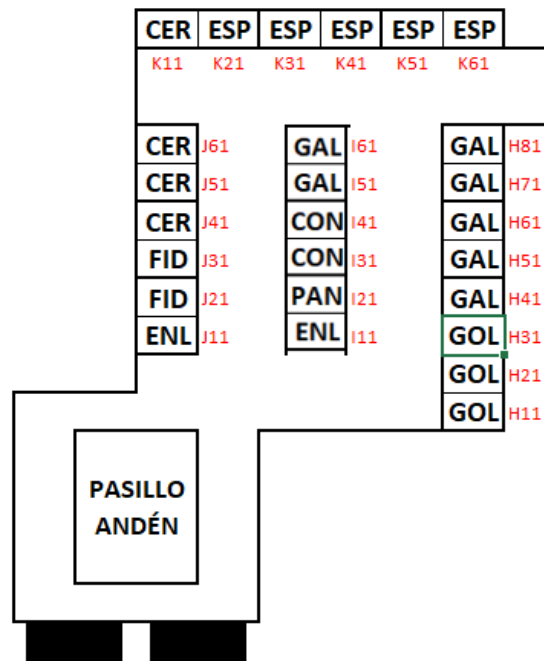 CER ESP ESP ESP ESP ESP
K11 K21 K31 K41 K51 K61
CER J61 GAL I61 GAL H81
CER J51 GAL I51 GAL H71
CER J41 CON I41 GAL H61
FID J31 CON I31 GAL H51
FID J21 PAN I21 GAL H41
ENL J11 ENL I11 GOL H31
GOL H21
GOL H11
PASILLO
ANDÉN